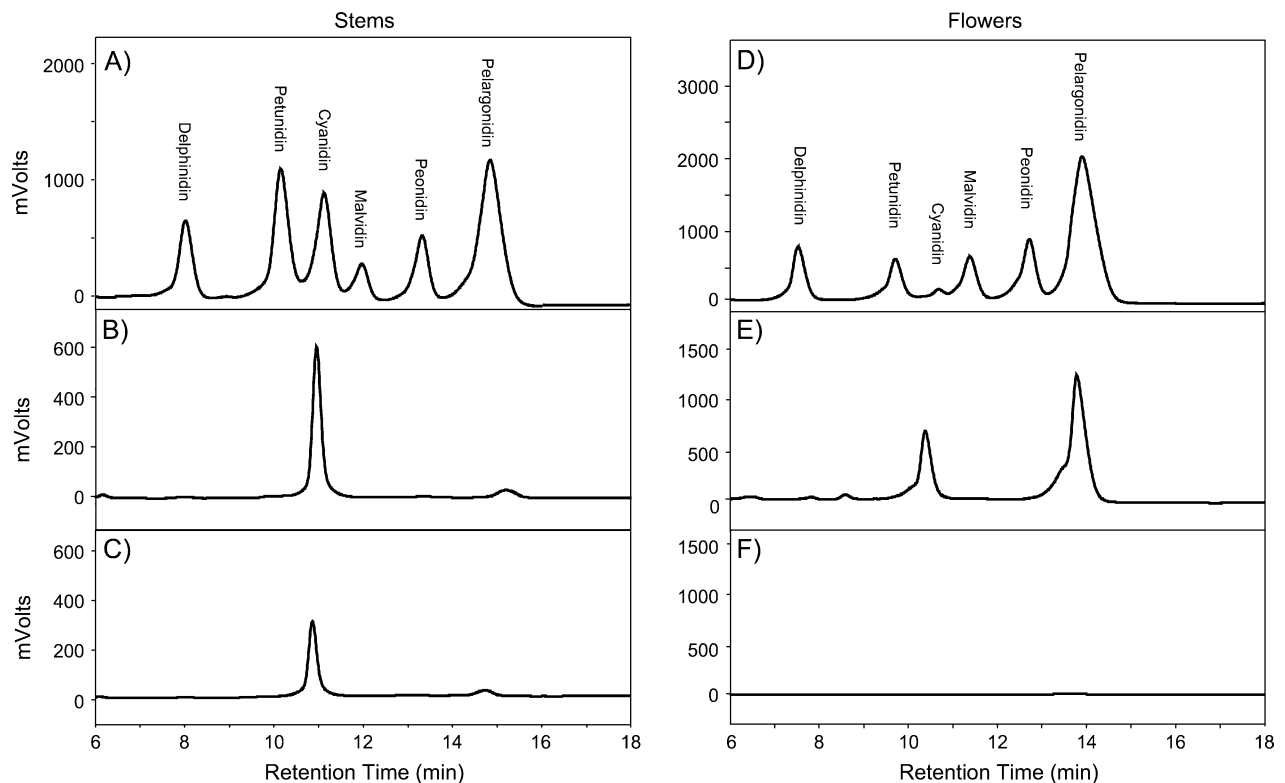 Stems
Flowers
A)
2000
1000
0
mVolts
Delphinidin
Petunidin
Cyanidin
Malvidin
Peonidin
Pelargonidin
D)
3000
2000
1000
0
Delphinidin
Petunidin
Cyanidin
Malvidin
Peonidin
Pelargonidin
B)
600
400
200
0
mVolts
E)
1500
1000
500
0
C)
600
400
200
0
mVolts
F)
1500
1000
500
0
6 8 10 12 14 16 18
Retention Time (min)
6 8 10 12 14 16 18
Retention Time (min)